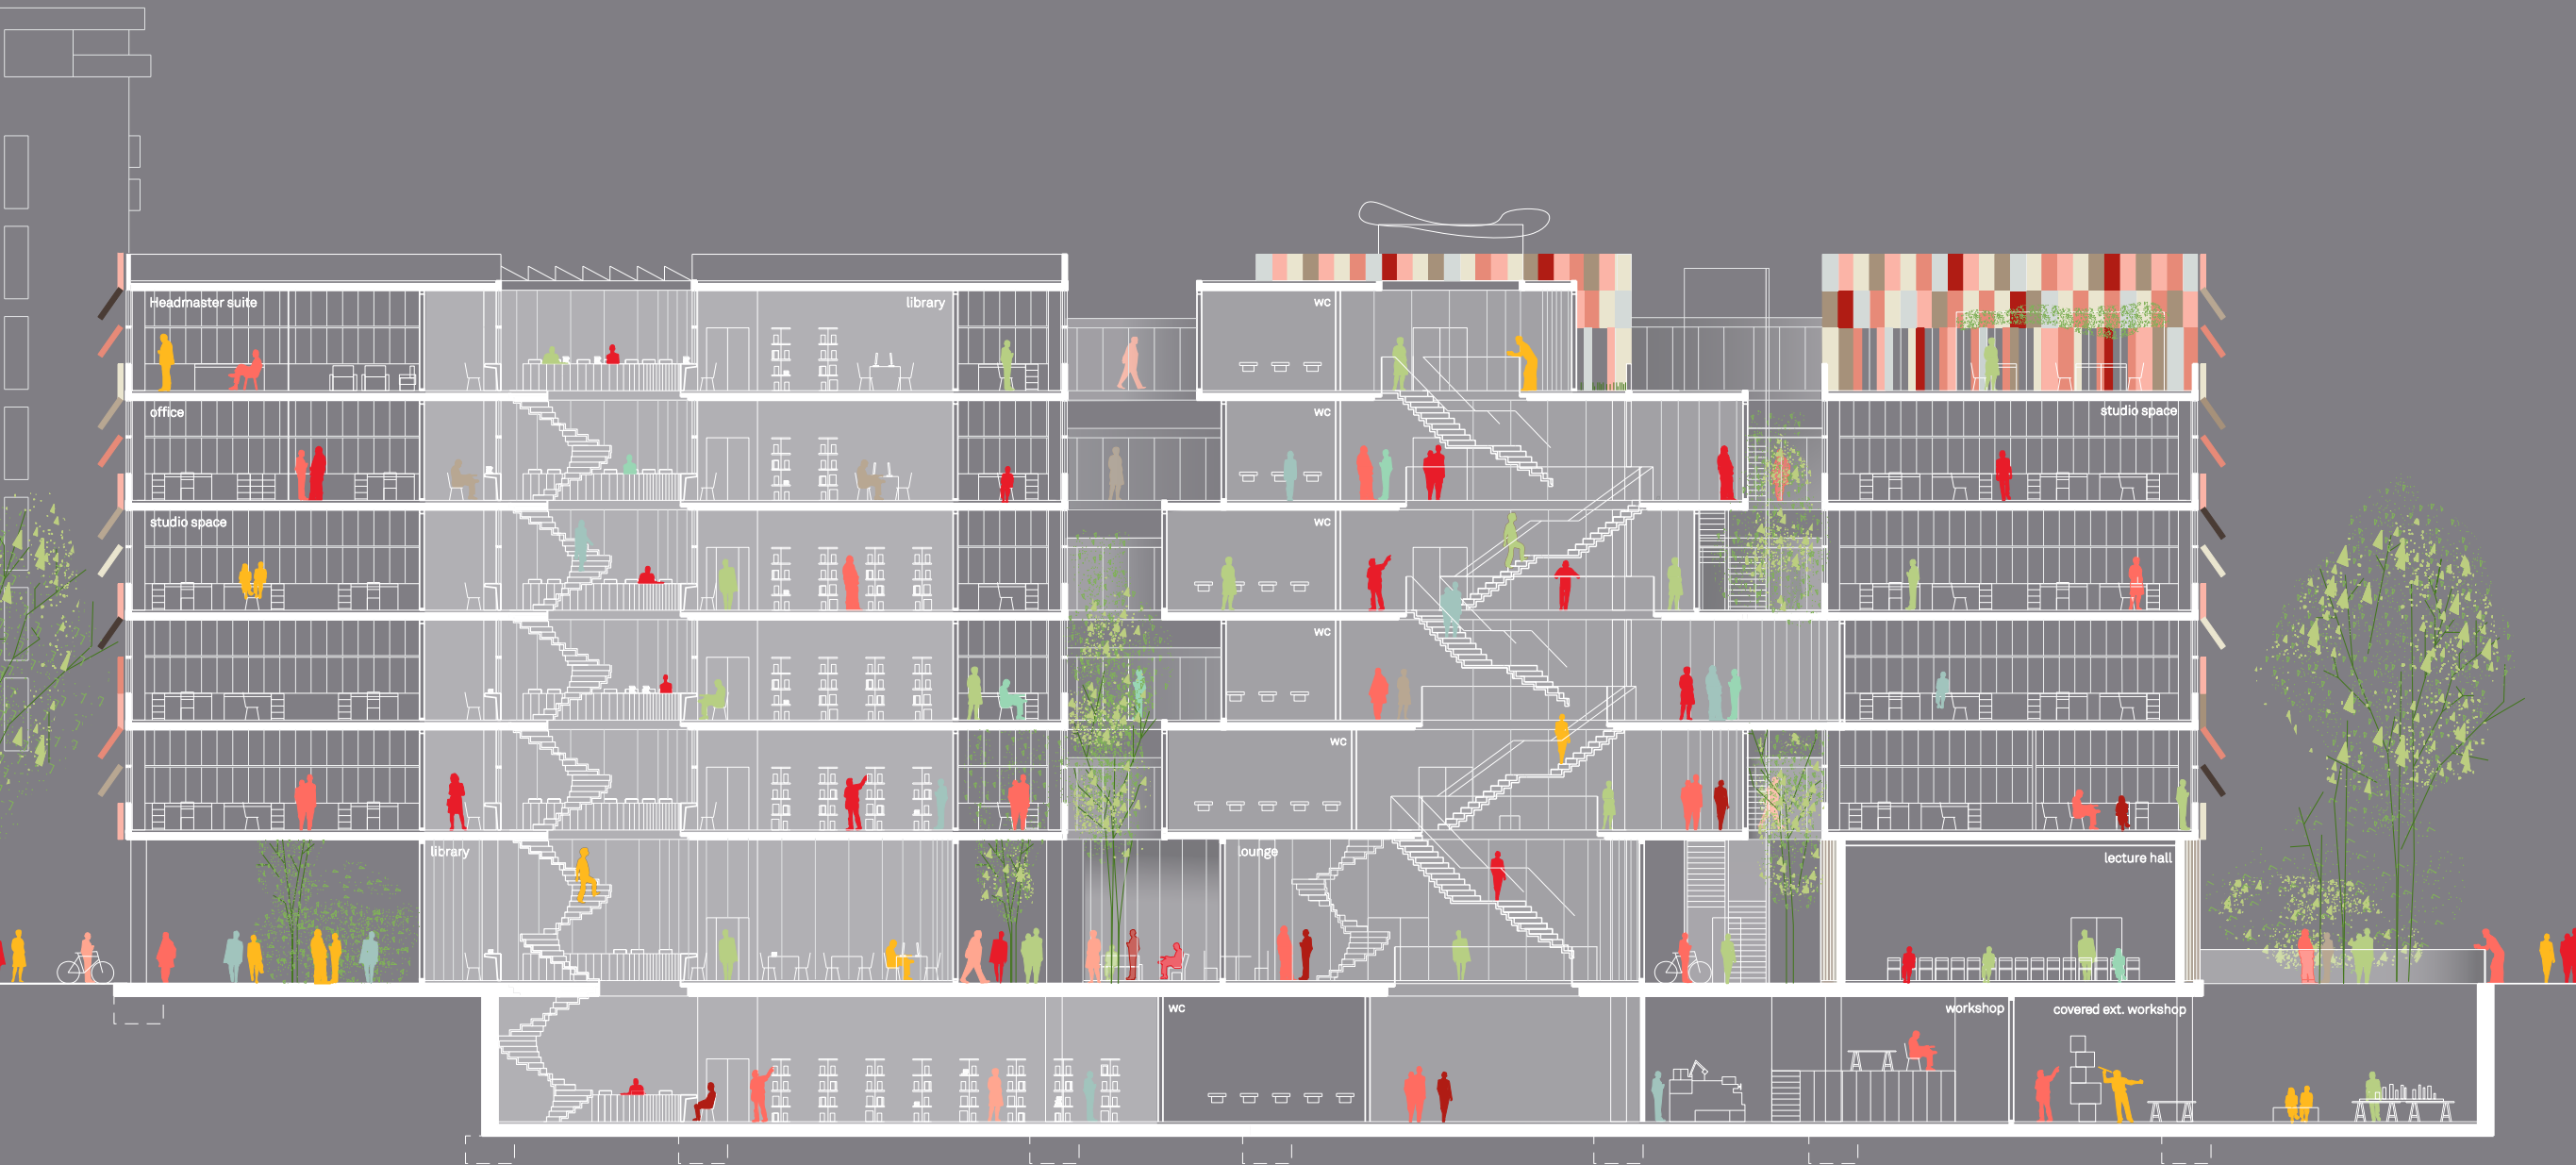 Headmaster suite
library
wc
office
wc
studio space
studio space
wc
wc
wc
library
lounge
lecture hall
wc
workshop
covered ext. workshop